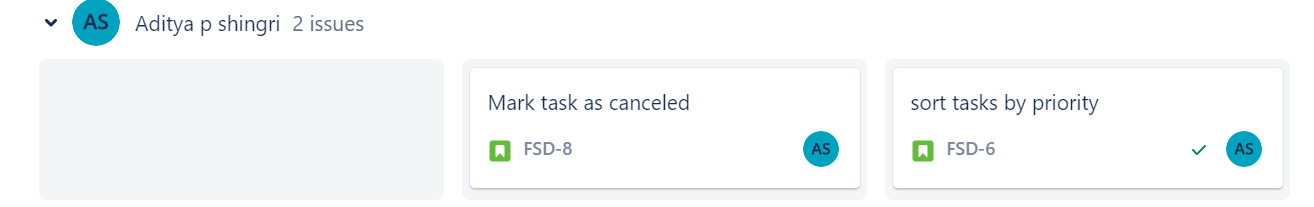 AS Aditya p shingri 2 issues
Mark task as canceled
FSD-8 AS
sort tasks by priority
FSD-6 AS